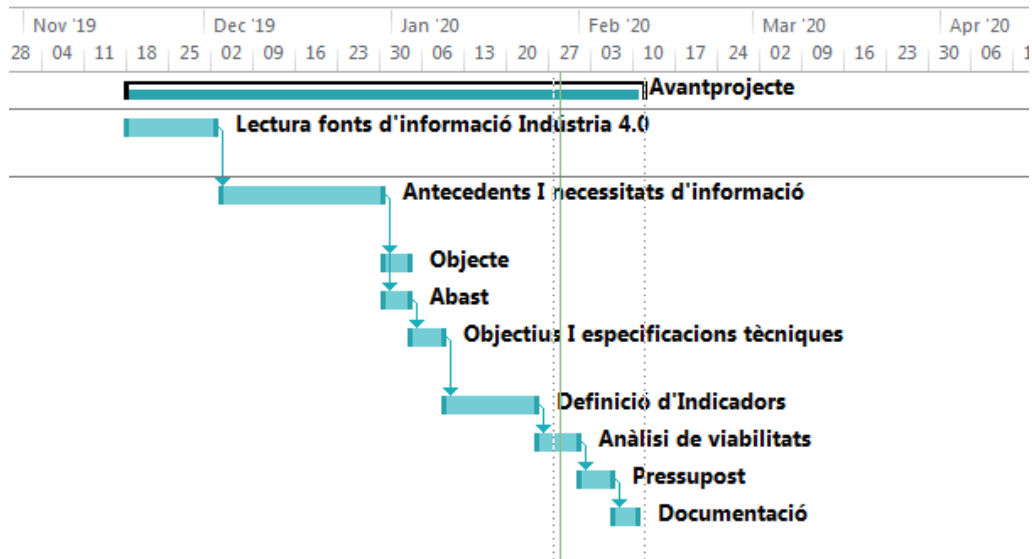 Nov '19 Dec '19 Jan '20 Feb '20 Mar '20 Apr '20
28 04 11 18 25 02 09 16 23 30 06 13 20 27 03 10 17 24 02 09 16 23 30 06
Avantprojecte
Lectura fonts d'informació Indústria 4.0
Antecedents I necessitats d'informació
Objecte
Abast
Objectius I especificacions tècniques
Definició d'Indicadors
Anàlisi de viabilitats
Pressupost
Documentació